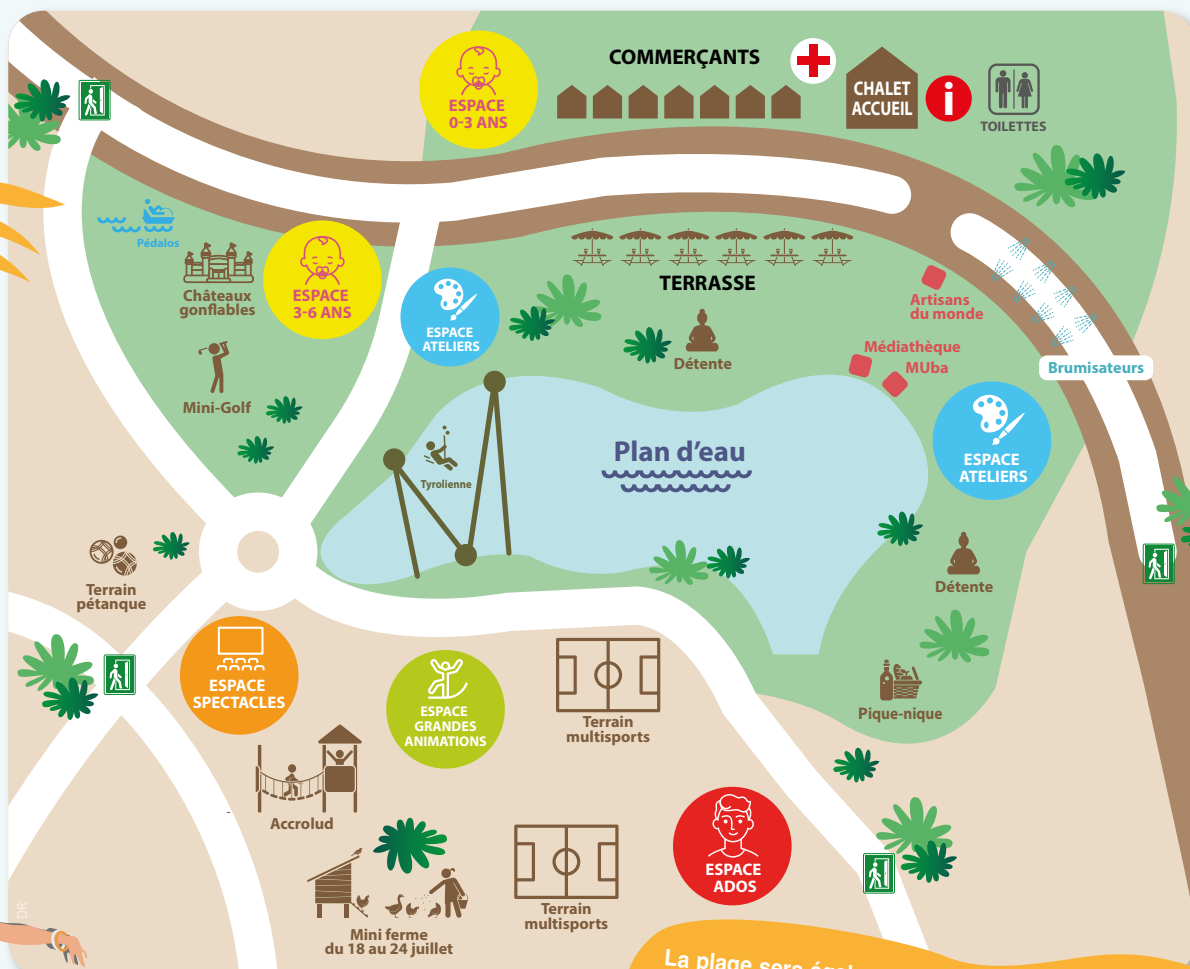 COMMERÇANTS
ESPACE
0-3 ANS
CHALET
ACCUEIL
i
TOILETTES
Pédalos
Châteaux
gonflables
ESPACE
3-6 ANS
ESPACE
ATELIERS
TERRASSE
Artisans
du monde
Détente
Médiathèque
MUba
Brumisateurs
Mini-Golf
Plan d'eau
ESPACE
ATELIERS
Tyrolienne
Terrain
pétanque
Détente
ESPACE
SPECTACLES
ESPACE
GRANDES
ANIMATIONS
Terrain
multisports
Pique-nique
Accrolud
ESPACE
ADOS
Terrain
multisports
Mini ferme
du 18 au 24 juillet
DR
La plage sera